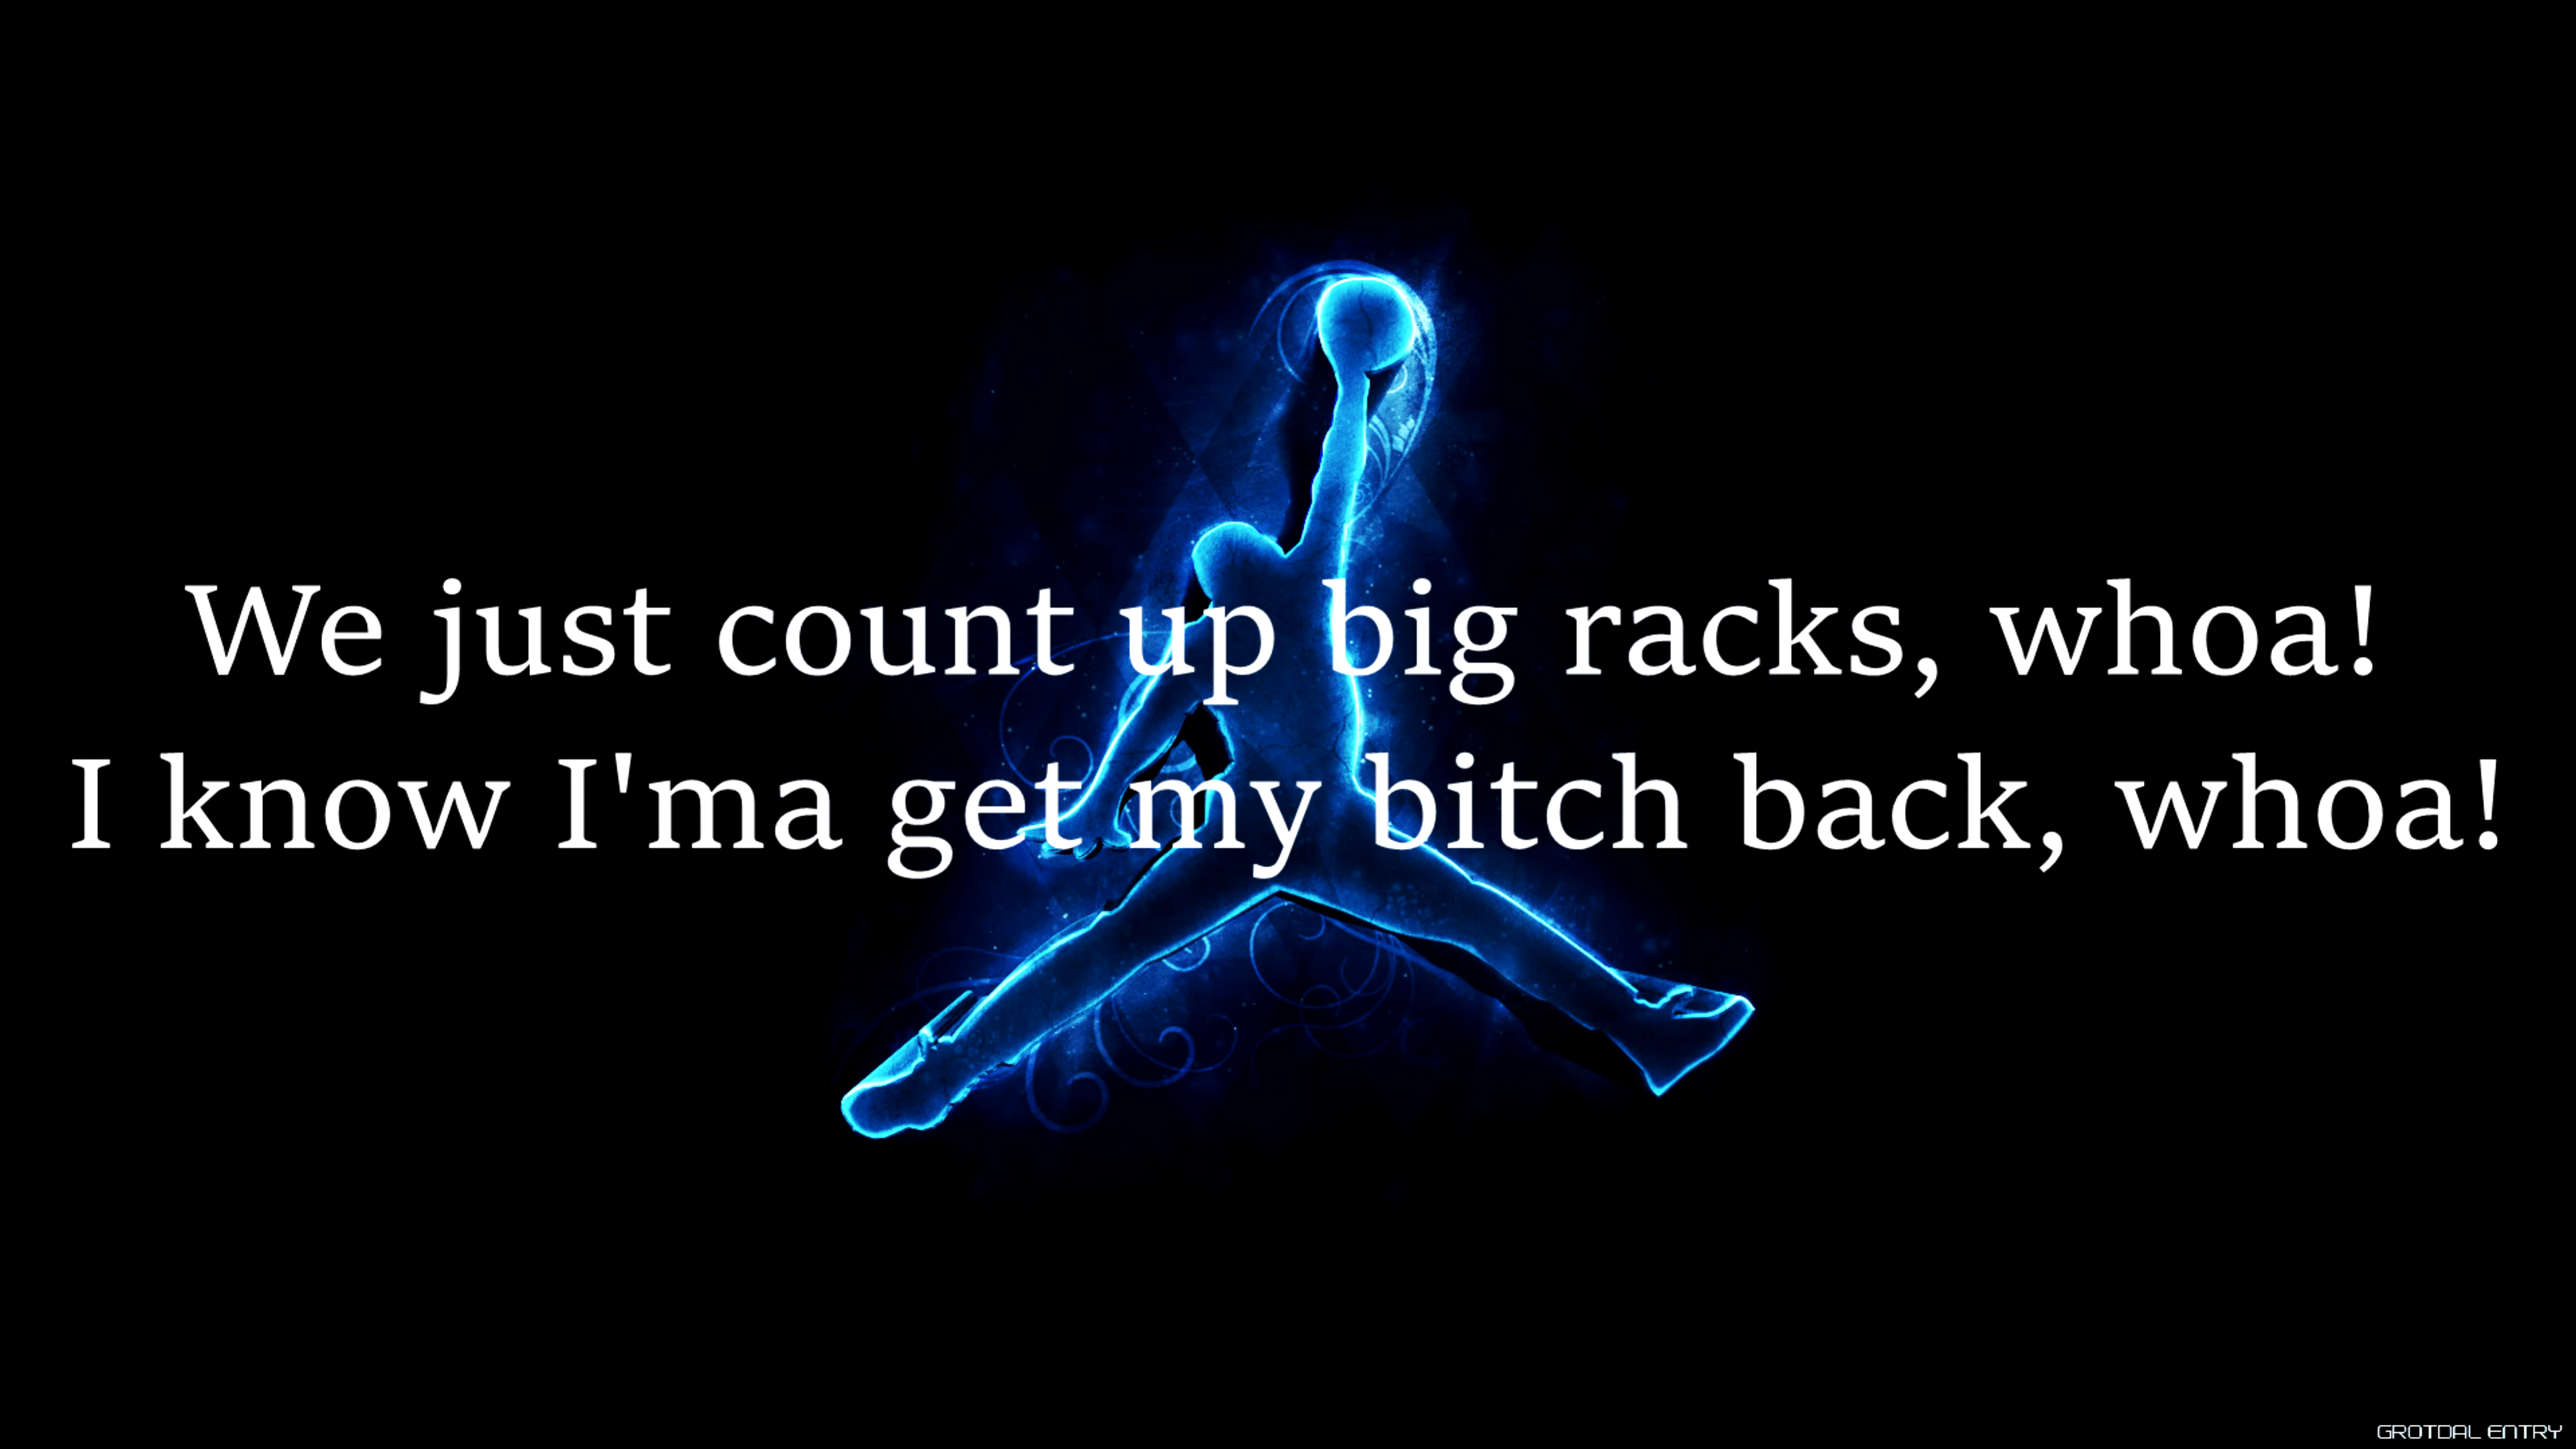 We just count up big racks, whoa!
I know I'ma get my bitch back, whoa!
GROTDAL ENTRY